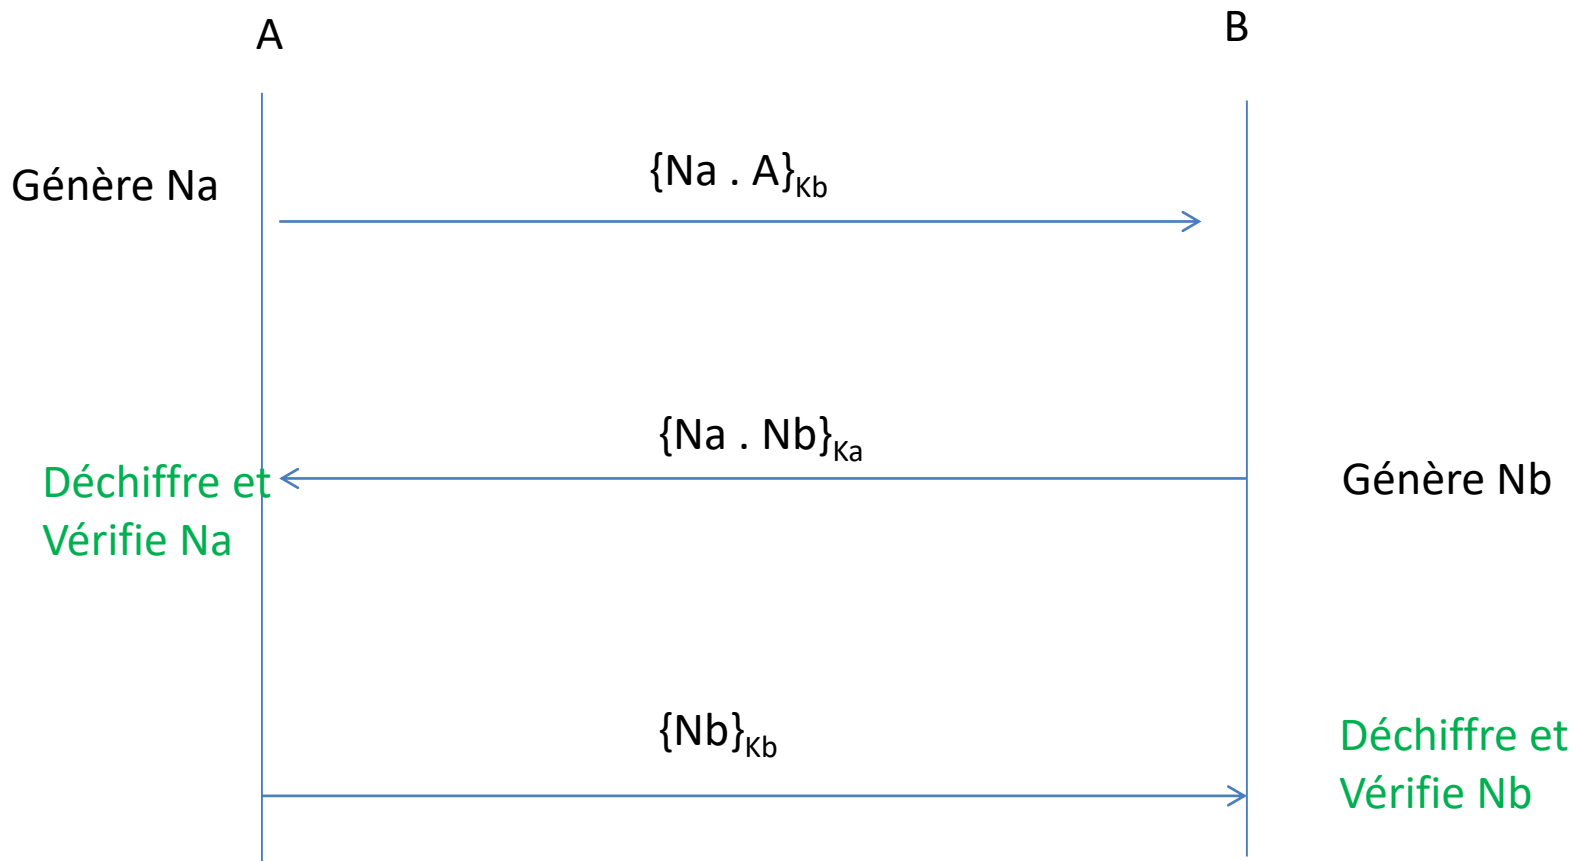 A
B
Génère Na
{Na . A}Kb
{Na . Nb}Ka
Déchiffre et
Vérifie Na
Génère Nb
{Nb}Kb
Déchiffre et
Vérifie Nb